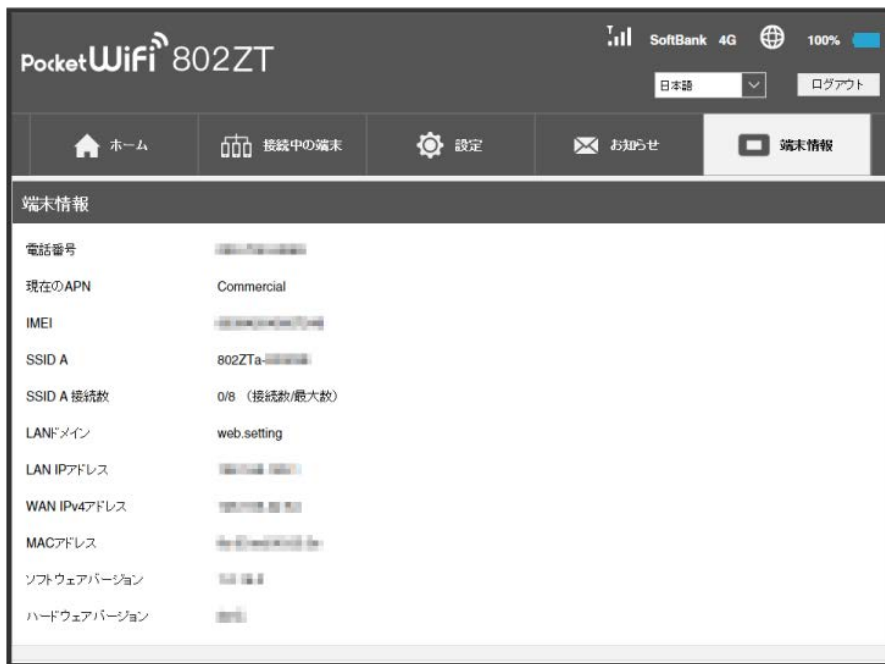 PocketWiFi 802ZT
SoftBank 4G 100%
日本語 ログアウト
ホーム 接続中の端末 設定 お知らせ 端末情報
端末情報
電話番号
現在のAPN Commercial
IMEI
SSID A 802ZTa-
SSID A 接続数 0/8 （接続数/最大数）
LANドメイン web.setting
LAN IPアドレス
WAN IPv4アドレス
MACアドレス
ソフトウェアバージョン
ハードウェアバージョン